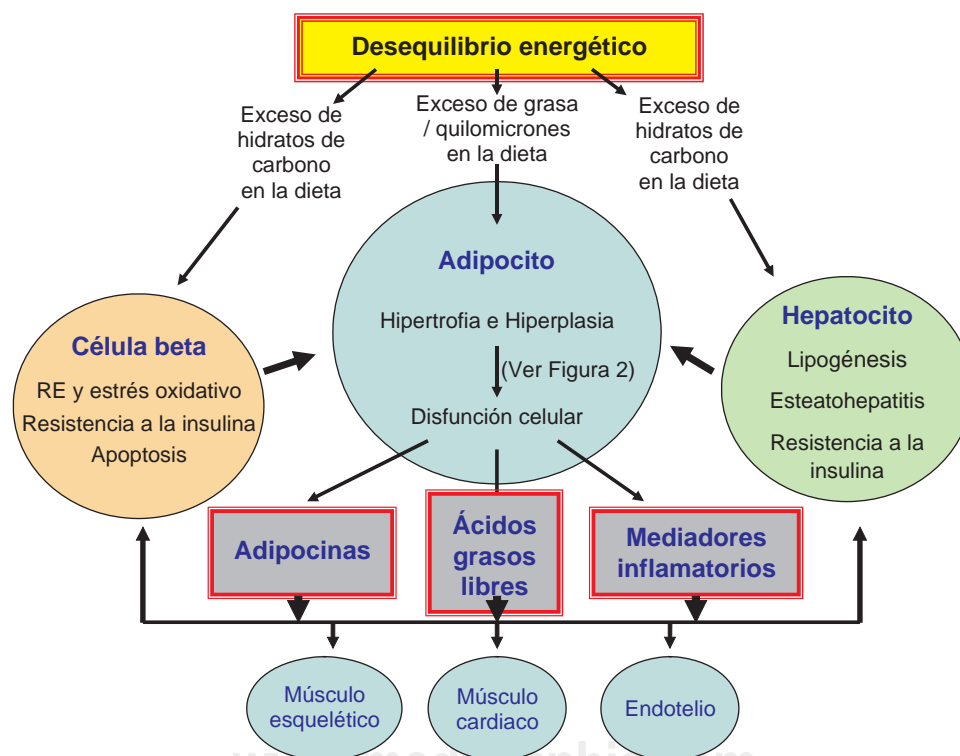 Desequilibrio energético
Exceso de
hidratos de
carbono
en la dieta
Exceso de grasa
/ quilomicrones
en la dieta
Exceso de
hidratos de
carbono
en la dieta
Adipocito
Hipertrofia e Hiperplasia
(Ver Figura 2)
Disfunción celular
Célula beta
RE y estrés oxidativo
Resistencia a la insulina
Apoptosis
Hepatocito
Lipogénesis
Esteatohepatitis
Resistencia a la
insulina
Adipocinas
Ácidos
grasos
libres
Mediadores
inflamatorios
Músculo
esquelético
Músculo
cardiaco
Endotelio